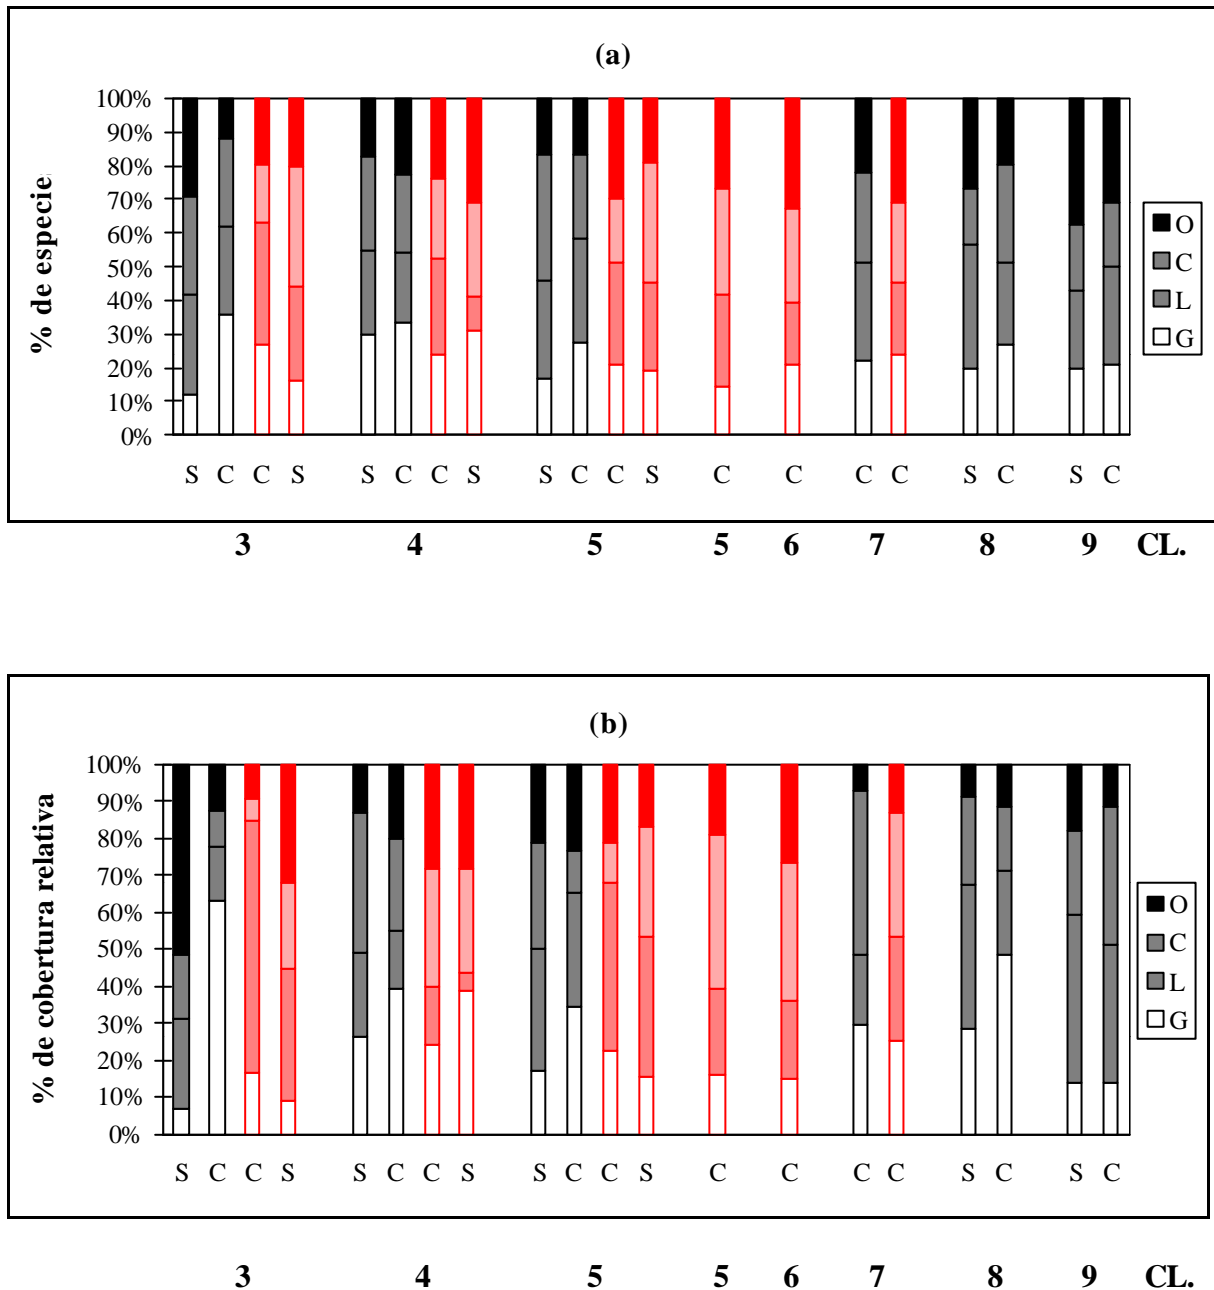 (a)
100%
90%
80%
70%
60%
50%
40%
30%
20%
10%
0%
% de especie
S C C S S C C S S C C S C C C C S C S C
O
C
L
G
3 4 5 5 6 7 8 9 CL.
(b)
100%
90%
80%
70%
60%
50%
40%
30%
20%
10%
0%
% de cobertura relativa
S C C S S C C S S C C S C C C C S C S C
O
C
L
G
3 4 5 5 6 7 8 9 CL.